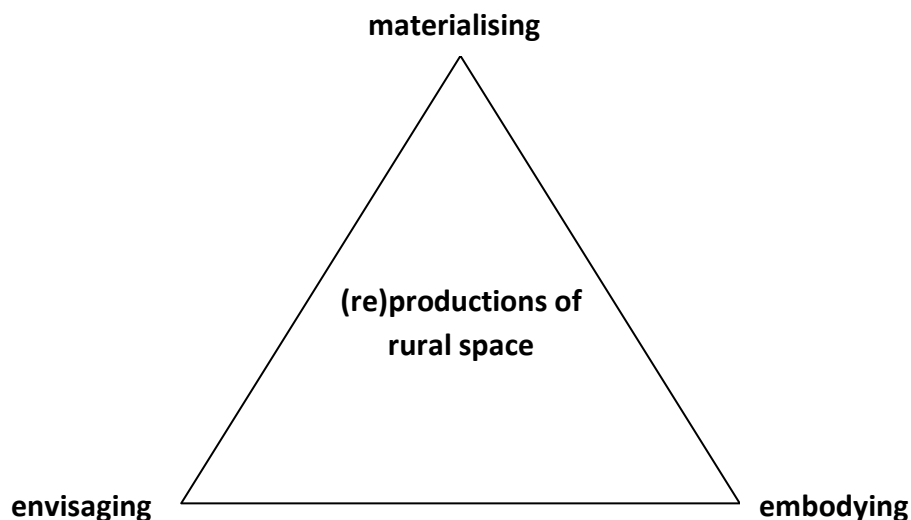 materialising
(re)productions of
rural space
envisaging
embodying